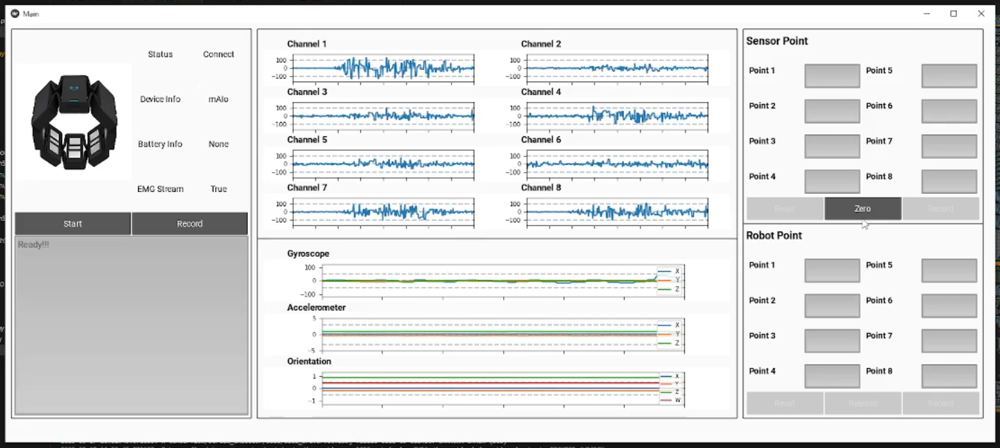 Main
Status Connect
Device Info mAIo
Battery Info None
EMG Stream True
Start Record
Ready!!!
Channel 1 Channel 2
100 100
0 0
−100 −100
Channel 3 Channel 4
100 100
0 0
−100 −100
Channel 5 Channel 6
100 100
0 0
−100 −100
Channel 7 Channel 8
100 100
0 0
−100 −100
Gyroscope
100
0
−100
X
Y
Z
Accelerometer
5
0
−5
X
Y
Z
Orientation
1
0
−1
X
Y
Z
W
Sensor Point
Point 1 Point 5
Point 2 Point 6
Point 3 Point 7
Point 4 Point 8
Reset Zero Record
Robot Point
Point 1 Point 5
Point 2 Point 6
Point 3 Point 7
Point 4 Point 8
Reset Release Record